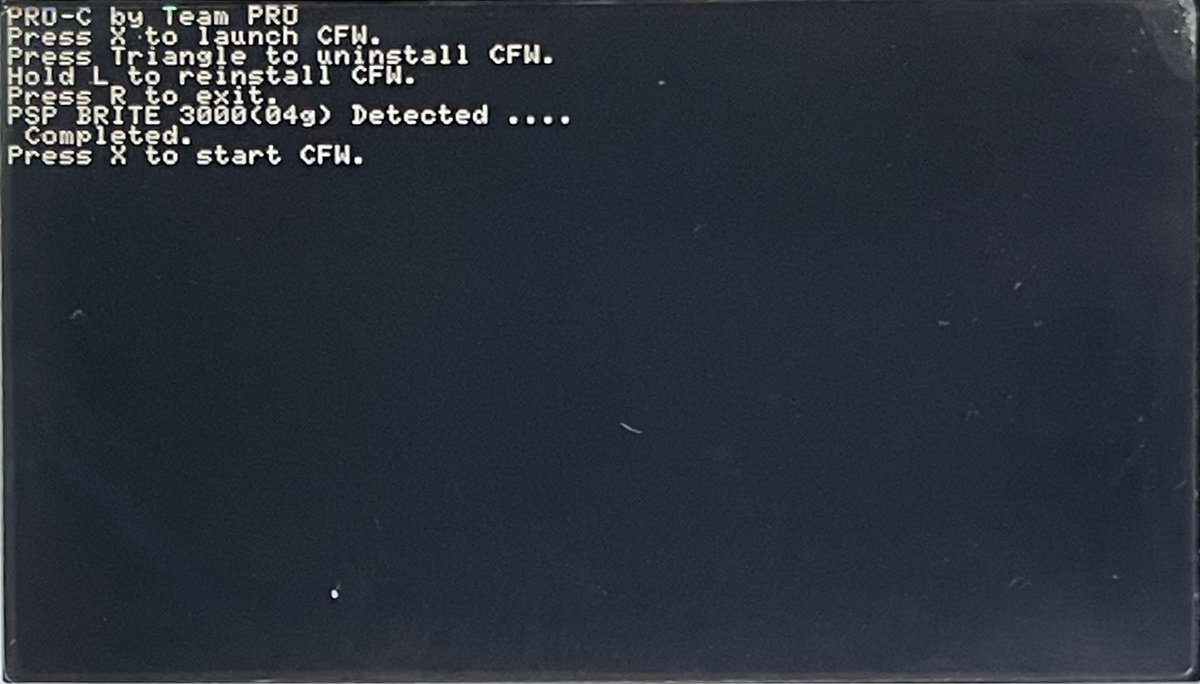 PRO-C by Team PRO
Press X to launch CFW.
Press Triangle to uninstall CFW.
Hold L to reinstall CFW.
Press R to exit.
PSP BRITE 3000(04g) Detected ....
Completed.
Press X to start CFW.